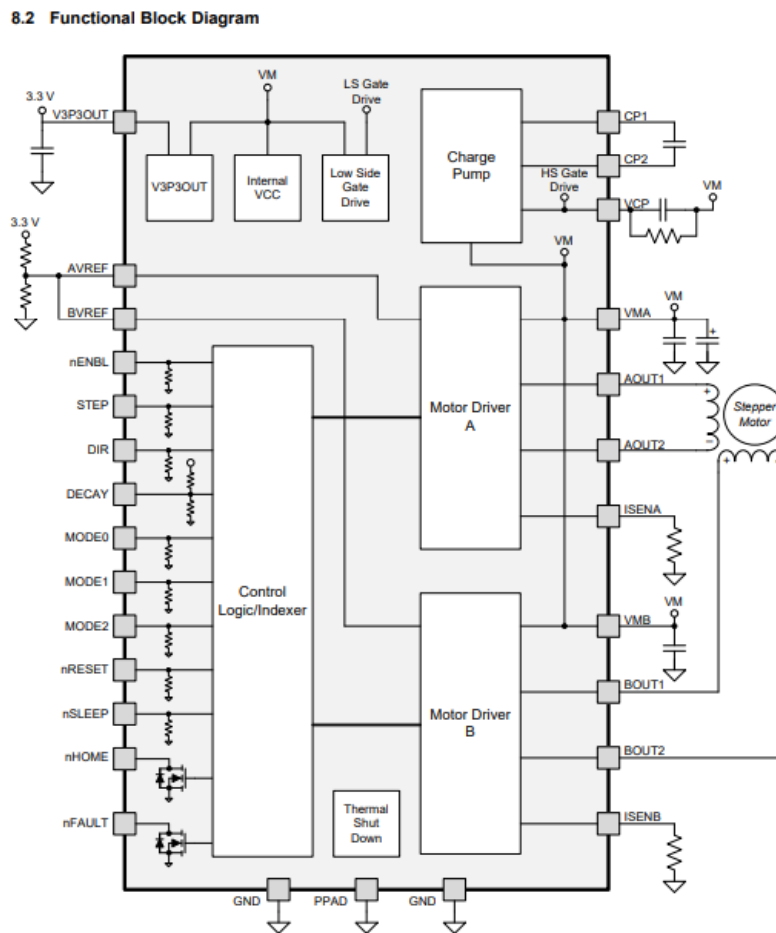 8.2 Functional Block Diagram
VM
LS Gate
Drive
3.3 V
V3P3OUT
CP1
Charge
Pump
V3P3OUT
Internal
VCC
Low Side
Gate
Drive
CP2
HS Gate
Drive
VM
VCP
3.3 V
VM
AVREF
VM
BVREF
VMA
+
nENBL
AOUT1
+
Stepper
Motor
STEP
Motor Driver
A
DIR
AOUT2
–
+
DECAY
ISENA
MODE0
MODE1
Control
Logic/Indexer
VM
MODE2
VMB
nRESET
BOUT1
nSLEEP
Motor Driver
B
nHOME
BOUT2
Thermal
Shut
Down
nFAULT
ISENB
GND
PPAD
GND